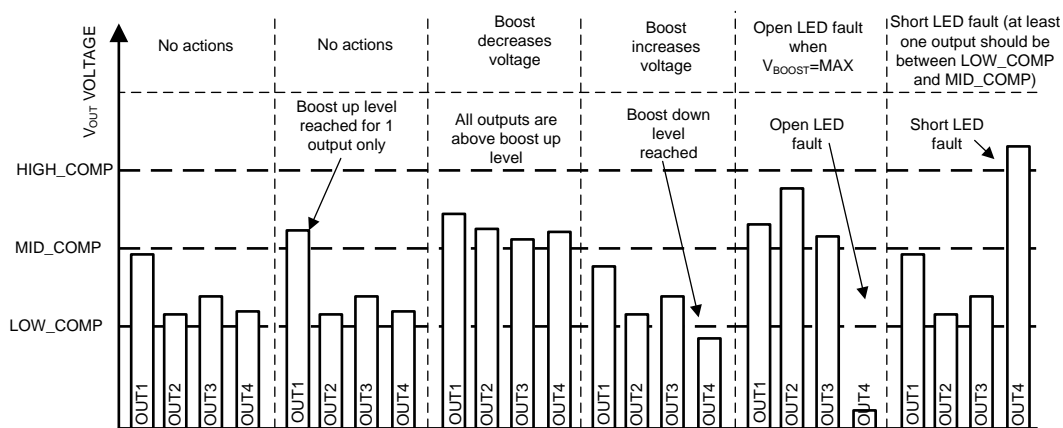 V_OUT VOLTAGE
HIGH_COMP
MID_COMP
LOW_COMP
No actions
OUT1
OUT2
OUT3
OUT4
No actions
Boost up level
reached for 1
output only
OUT1
OUT2
OUT3
OUT4
Boost
decreases
voltage
All outputs are
above boost up
level
OUT1
OUT2
OUT3
OUT4
Boost
increases
voltage
Boost down
level
reached
OUT1
OUT2
OUT3
OUT4
Open LED fault
when
V_BOOST=MAX
Open LED
fault
OUT1
OUT2
OUT3
OUT4
Short LED fault (at least
one output should be
between LOW_COMP
and MID_COMP)
Short LED
fault
OUT1
OUT2
OUT3
OUT4